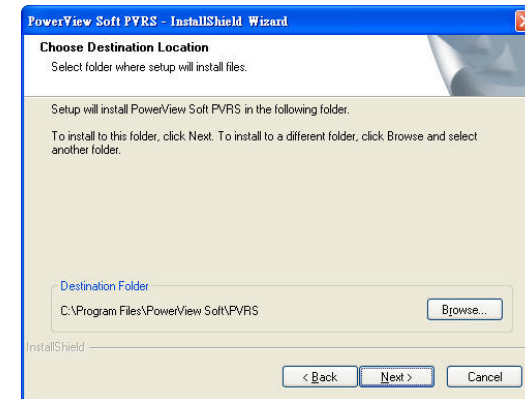 PowerView Soft PVRS - InstallShield Wizard
Choose Destination Location
Select folder where setup will install files.
Setup will install PowerView Soft PVRS in the following folder.
To install to this folder, click Next. To install to a different folder, click Browse and select
another folder.
Destination Folder
C:\Program Files\PowerView Soft\PVRS
Browse...
InstallShield
< Back
Next >
Cancel